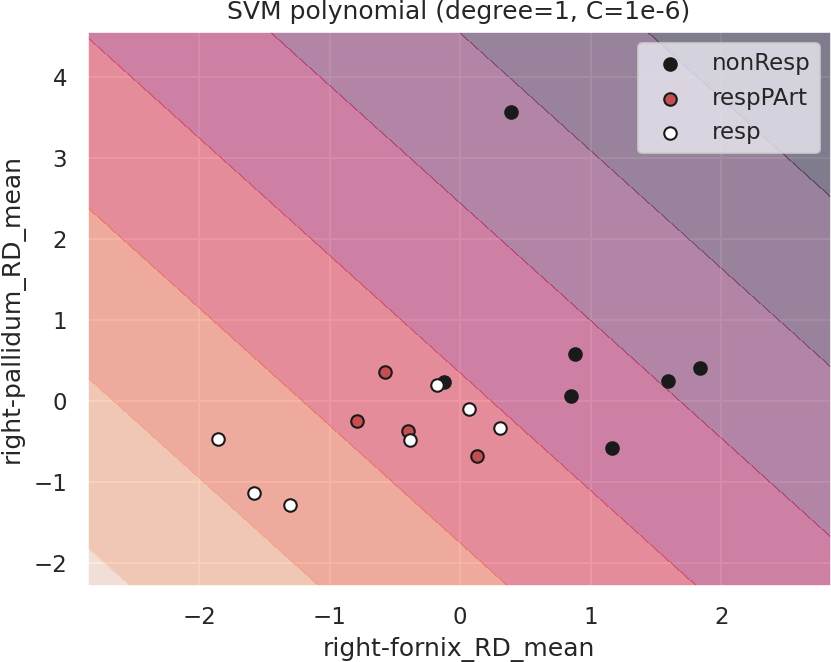 SVM polynomial (degree=1, C=1e-6)
nonResp
respPArt
resp
right-pallidum_RD_mean
4
3
2
1
0
−1
−2
−2
−1
0
1
2
right-fornix_RD_mean